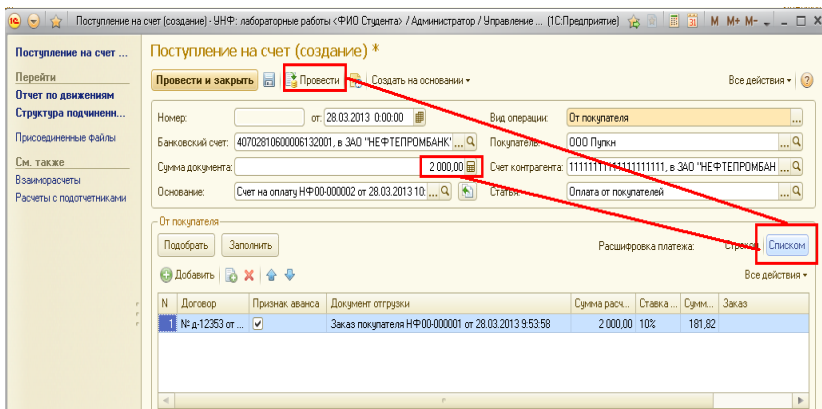 Поступление на счет (создание) - УНФ: лабораторные работы <ФИО Студента> / Администратор / Управление ... (1С:Предприятие) M M+ M-
Поступление на счет ...
Перейти
Отчет по движениям
Структура подчиненн...
Присоединенные файлы
См. также
Взаиморасчеты
Расчеты с подотчетниками
Поступление на счет (создание) *
Провести и закрыть Провести Создать на основании Все действия
Номер: от: 28.03.2013 0:00:00 Вид операции: От покупателя ...
Банковский счет: 40702810600006132001, в ЗАО "НЕФТЕПРОМБАНК" ... Покупатель: ООО Пупкн ...
Сумма документа: 2 000,00 Счет контрагента: 11111111111111111111, в ЗАО "НЕФТЕПРОМБАН ...
Основание: Счет на оплату НФ00-000002 от 28.03.2013 10: ... Статья: Оплата от покупателей ...
От покупателя
Подобрать Заполнить Расшифровка платежа: Строкой Списком
Добавить Все действия
N Договор Признак аванса Документ отгрузки Сумма расч... Ставка ... Сумм... Заказ
1 № д-12353 от ... Заказ покупателя НФ00-000001 от 28.03.2013 9:53:58 2 000,00 10% 181,82